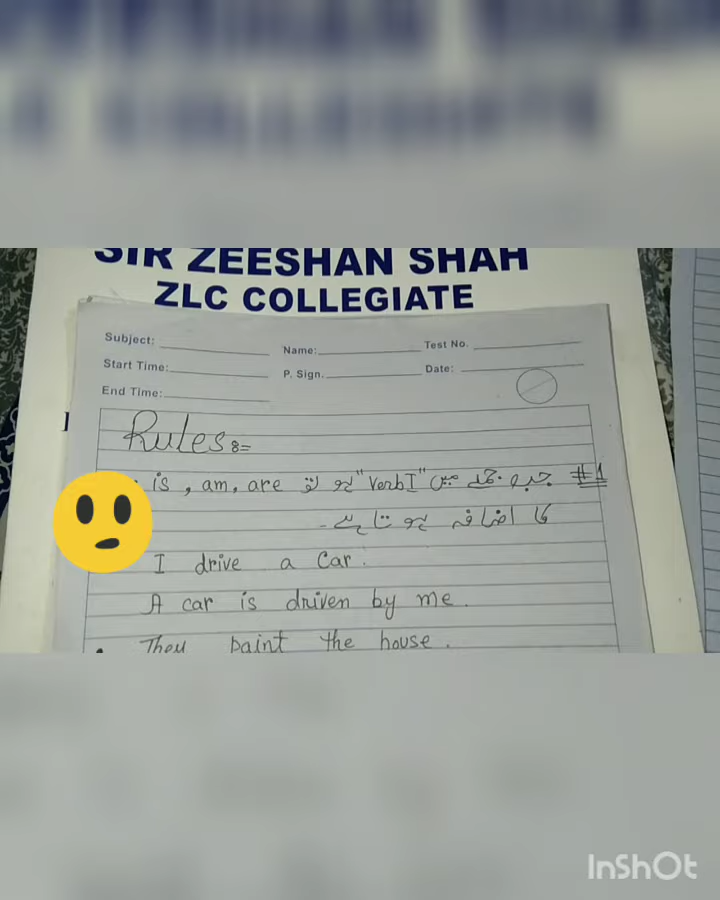 SIR ZEESHAN SHAH
ZLC COLLEGIATE
Subject:
Name:
Test No.
Start Time:
P. Sign.
Date:
End Time:
Rules 8=
#1 جب جملے میں "Verb I" ہو تو is, am, are
کا اضافہ ہوتا ہے۔
I drive a Car.
A car is driven by me.
They paint the house.
InShOt